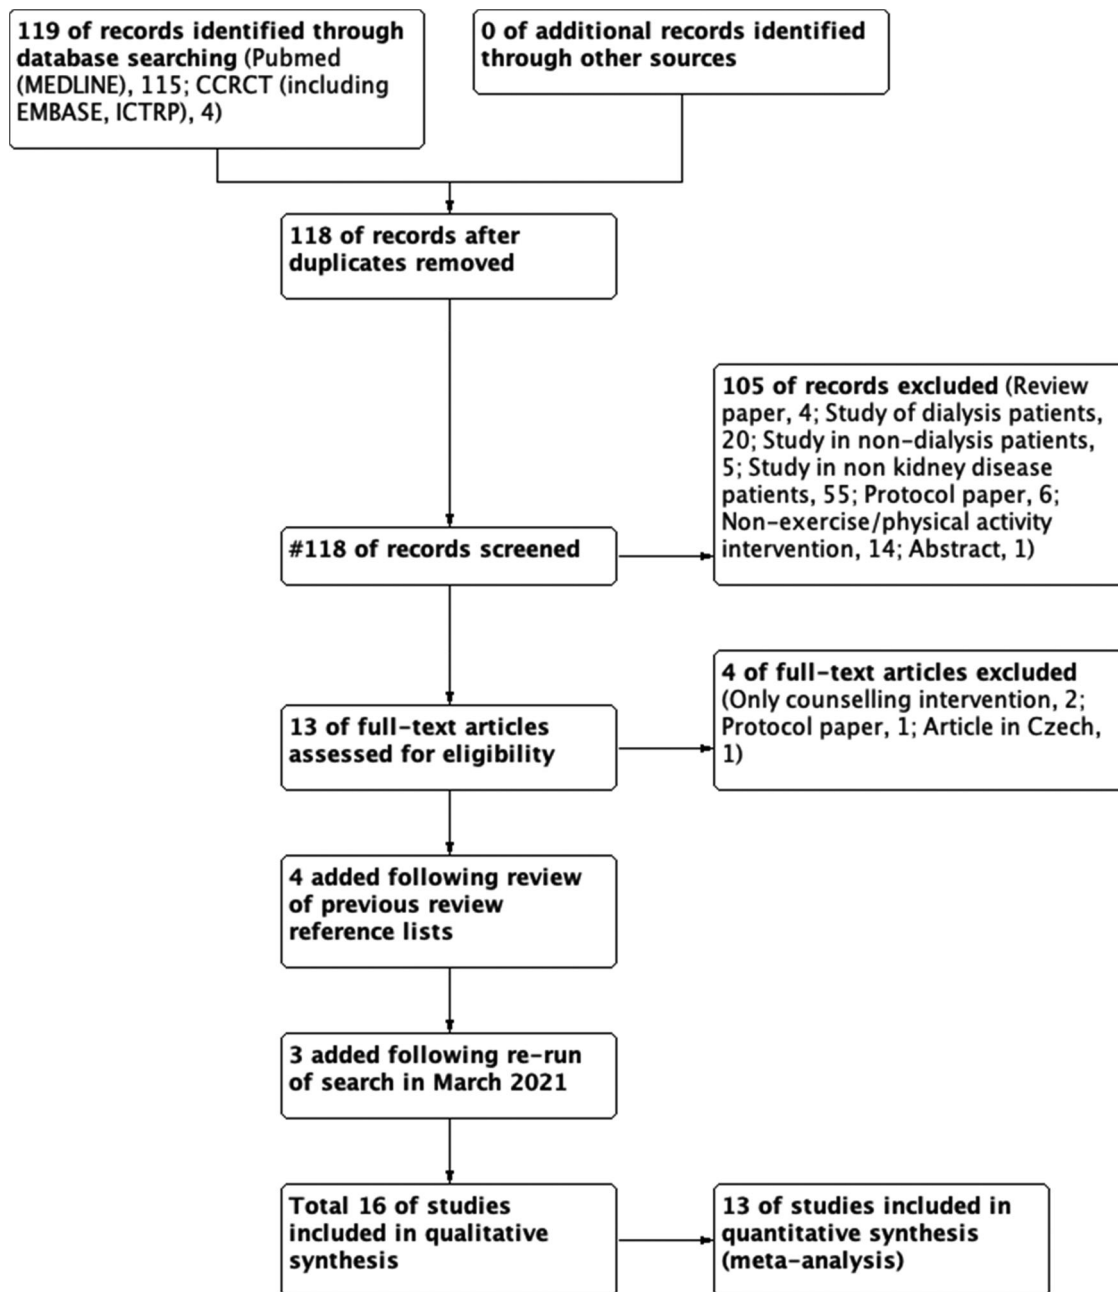 119 of records identified through
database searching (Pubmed
(MEDLINE), 115; CCRCT (including
EMBASE, ICTRP), 4)
0 of additional records identified
through other sources
118 of records after
duplicates removed
#118 of records screened
105 of records excluded (Review
paper, 4; Study of dialysis patients,
20; Study in non-dialysis patients,
5; Study in non kidney disease
patients, 55; Protocol paper, 6;
Non-exercise/physical activity
intervention, 14; Abstract, 1)
13 of full-text articles
assessed for eligibility
4 of full-text articles excluded
(Only counselling intervention, 2;
Protocol paper, 1; Article in Czech,
1)
4 added following review
of previous review
reference lists
3 added following re-run
of search in March 2021
Total 16 of studies
included in qualitative
synthesis
13 of studies included in
quantitative synthesis
(meta-analysis)